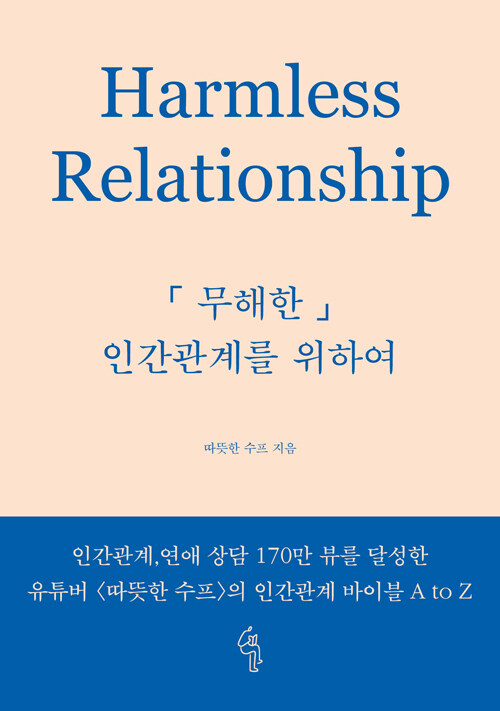 Harmless
Relationship
「 무해한 」
인간관계를 위하여
따뜻한 수프 지음
인간관계,연애 상담 170만 뷰를 달성한
유튜버 〈따뜻한 수프〉의 인간관계 바이블 A to Z